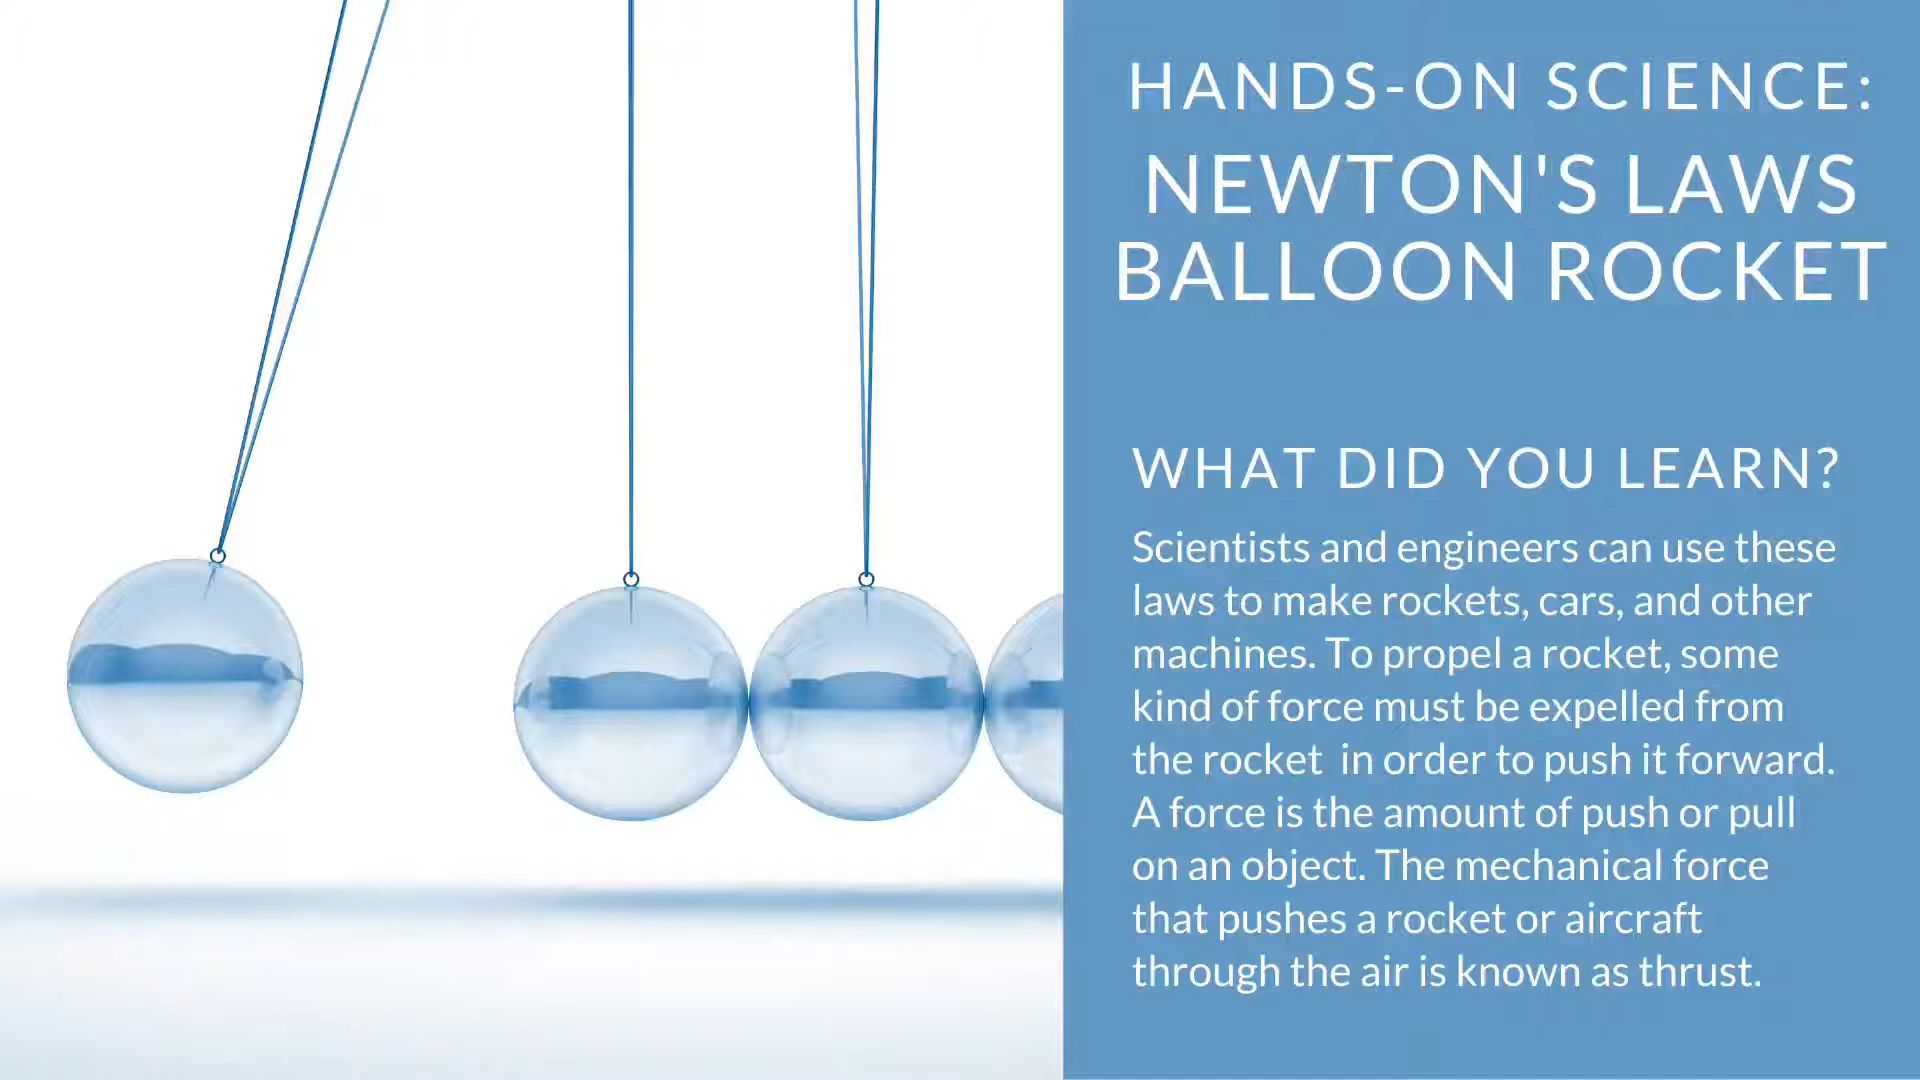 HANDS-ON SCIENCE:
NEWTON'S LAWS
BALLOON ROCKET
WHAT DID YOU LEARN?
Scientists and engineers can use these
laws to make rockets, cars, and other
machines. To propel a rocket, some
kind of force must be expelled from
the rocket  in order to push it forward.
A force is the amount of push or pull
on an object. The mechanical force
that pushes a rocket or aircraft
through the air is known as thrust.